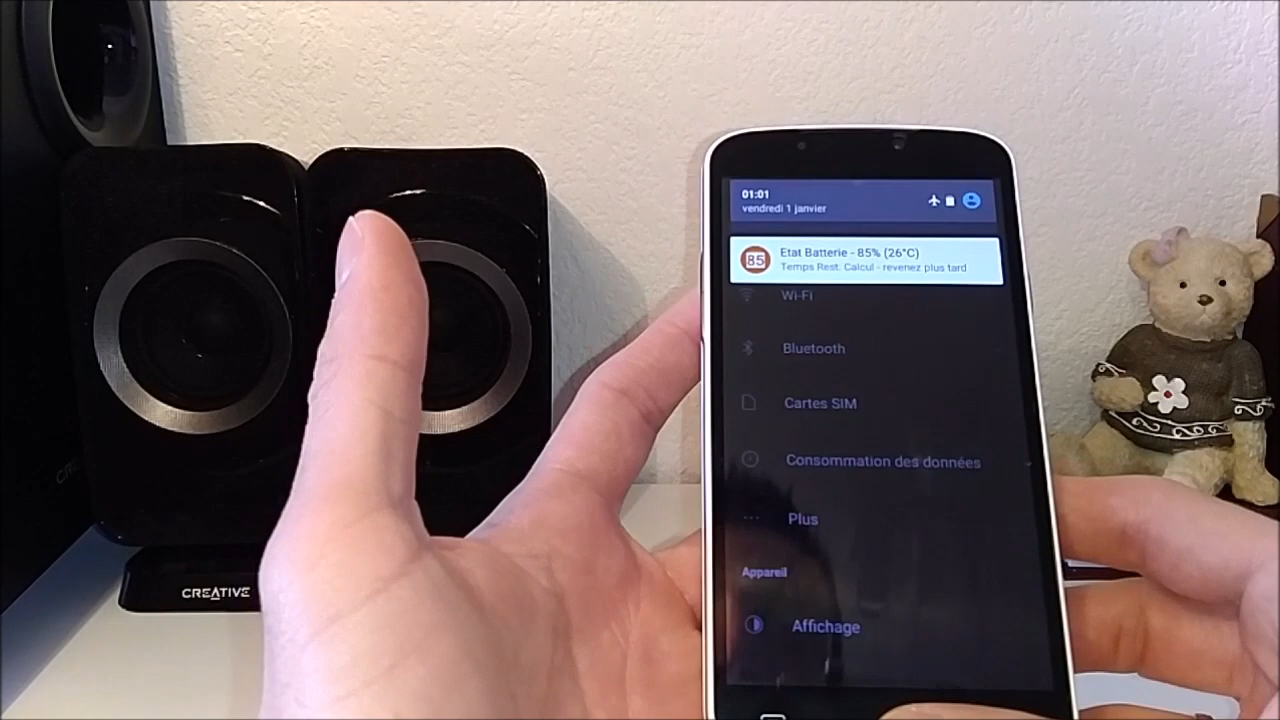 01:01
vendredi 1 janvier
85
Etat Batterie - 85% (26°C)
Temps Rest: Calcul - revenez plus tard
Wi-Fi
Bluetooth
Cartes SIM
Consommation des données
Plus
Appareil
Affichage
CREATIVE